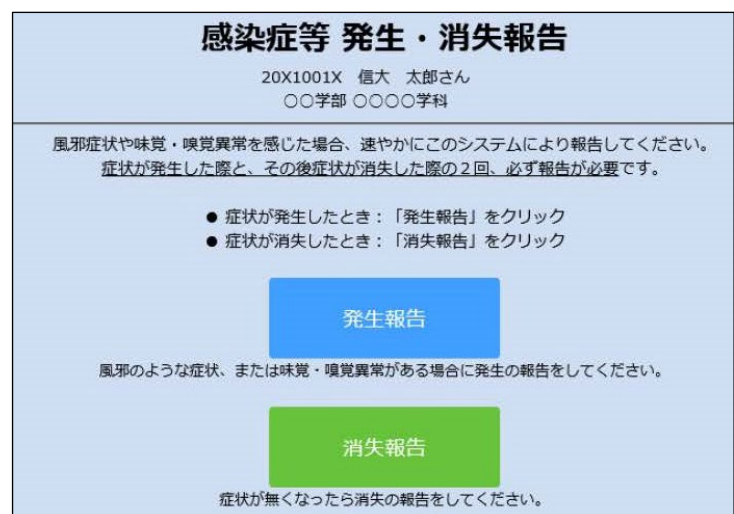 感染症等 発生・消失報告
20X1001X 信大 太郎さん
○○学部 ○○○○学科
風邪症状や味覚・嗅覚異常を感じた場合、速やかにこのシステムにより報告してください。
症状が発生した際と、その後症状が消失した際の２回、必ず報告が必要です。
● 症状が発生したとき：「発生報告」をクリック
● 症状が消失したとき：「消失報告」をクリック
発生報告
風邪のような症状、または味覚・嗅覚異常がある場合に発生の報告をしてください。
消失報告
症状が無くなったら消失の報告をしてください。